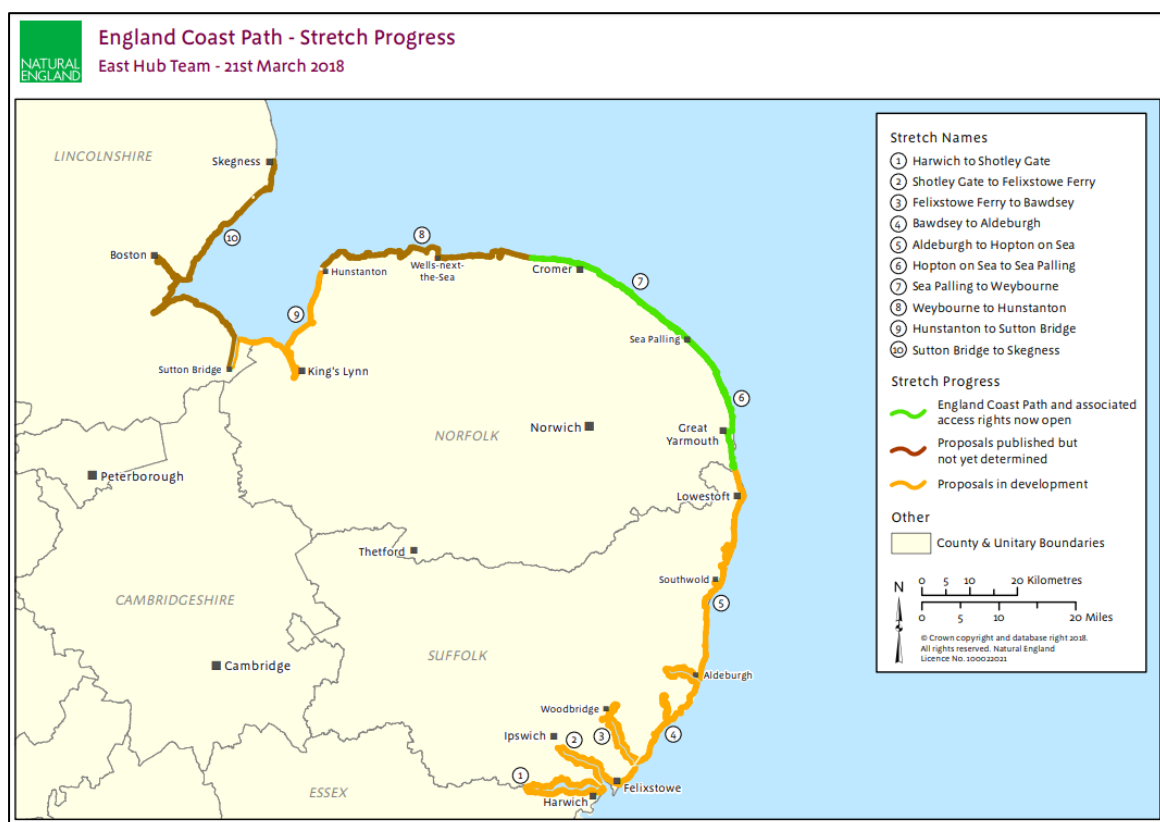 NATURAL
ENGLAND
England Coast Path - Stretch Progress
East Hub Team - 21st March 2018
LINCOLNSHIRE
Skegness
10
Boston
8
Hunstanton
Wells-next-
the-Sea
Cromer
7
9
Sea Palling
Sutton Bridge
King's Lynn
6
Norwich
Great
Yarmouth
NORFOLK
Peterborough
Lowestoft
Thetford
Southwold
CAMBRIDGESHIRE
5
SUFFOLK
Cambridge
Aldeburgh
Woodbridge
Ipswich
2
3
4
1
Felixstowe
ESSEX
Harwich
Stretch Names
1 Harwich to Shotley Gate
2 Shotley Gate to Felixstowe Ferry
3 Felixstowe Ferry to Bawdsey
4 Bawdsey to Aldeburgh
5 Aldeburgh to Hopton on Sea
6 Hopton on Sea to Sea Palling
7 Sea Palling to Weybourne
8 Weybourne to Hunstanton
9 Hunstanton to Sutton Bridge
10 Sutton Bridge to Skegness
Stretch Progress
England Coast Path and associated
access rights now open
Proposals published but
not yet determined
Proposals in development
Other
County & Unitary Boundaries
N
0 5 10 20 Kilometres
0 5 10 20 Miles
© Crown copyright and database right 2018.
All rights reserved. Natural England
Licence No. 100022021